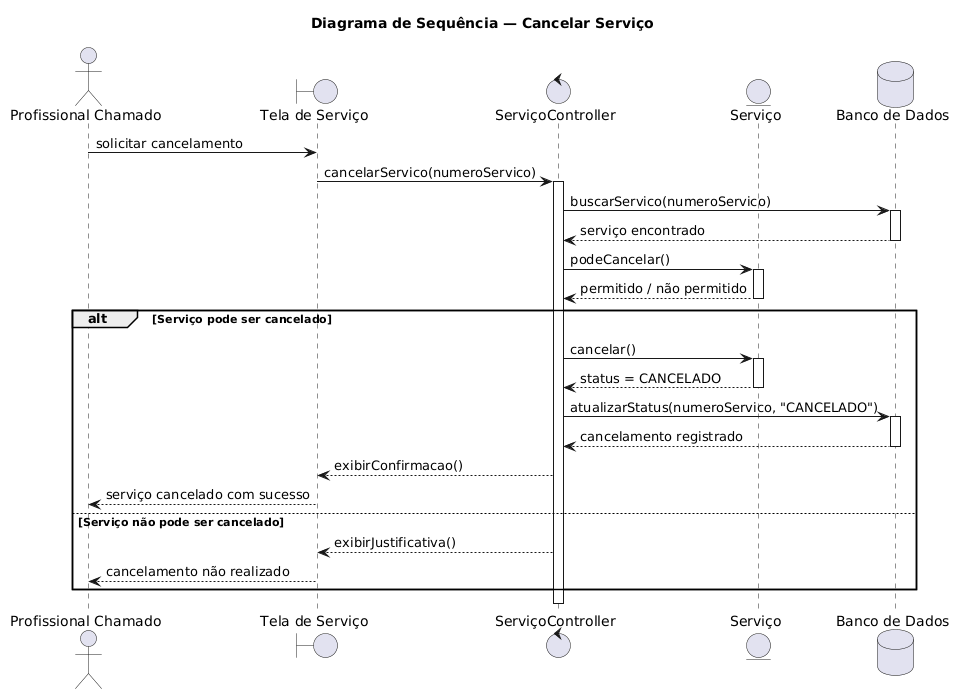 Diagrama de Sequência — Cancelar Serviço
Profissional Chamado
Tela de Serviço
ServiçoController
Serviço
Banco de Dados
solicitar cancelamento
cancelarServico(numeroServico)
buscarServico(numeroServico)
serviço encontrado
podeCancelar()
permitido / não permitido
alt
[Serviço pode ser cancelado]
cancelar()
status = CANCELADO
atualizarStatus(numeroServico, "CANCELADO")
cancelamento registrado
exibirConfirmacao()
serviço cancelado com sucesso
[Serviço não pode ser cancelado]
exibirJustificativa()
cancelamento não realizado
Profissional Chamado
Tela de Serviço
ServiçoController
Serviço
Banco de Dados